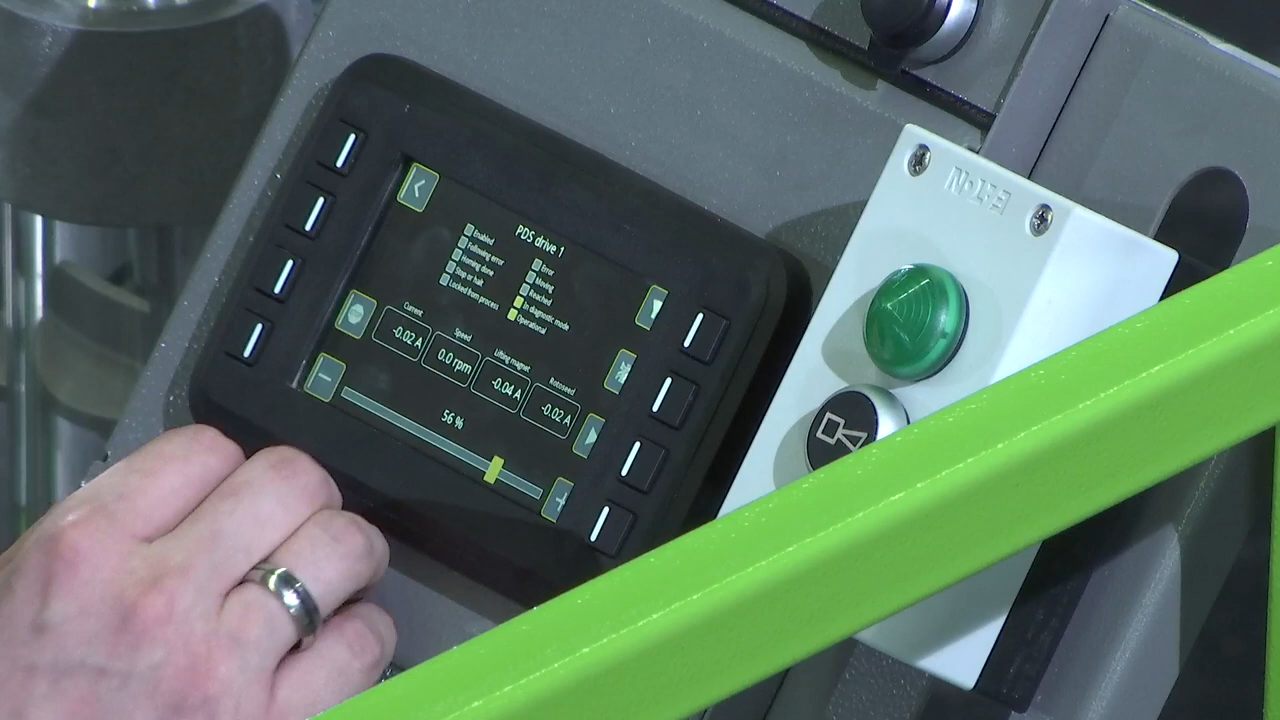 PDS drive 1
Enabled
Following error
Homing done
Stop or halt
Locked from process
Error
Moving
Reached
In diagnostic mode
Operational
Current
-0.02 A
Speed
0.0 rpm
Lifting magnet
-0.04 A
Rotoseed
-0.02 A
56 %
E·T·N